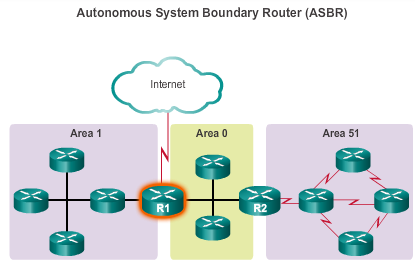 Autonomous System Boundary Router (ASBR)
Internet
Area 1
Area 0
Area 51
R1
R2